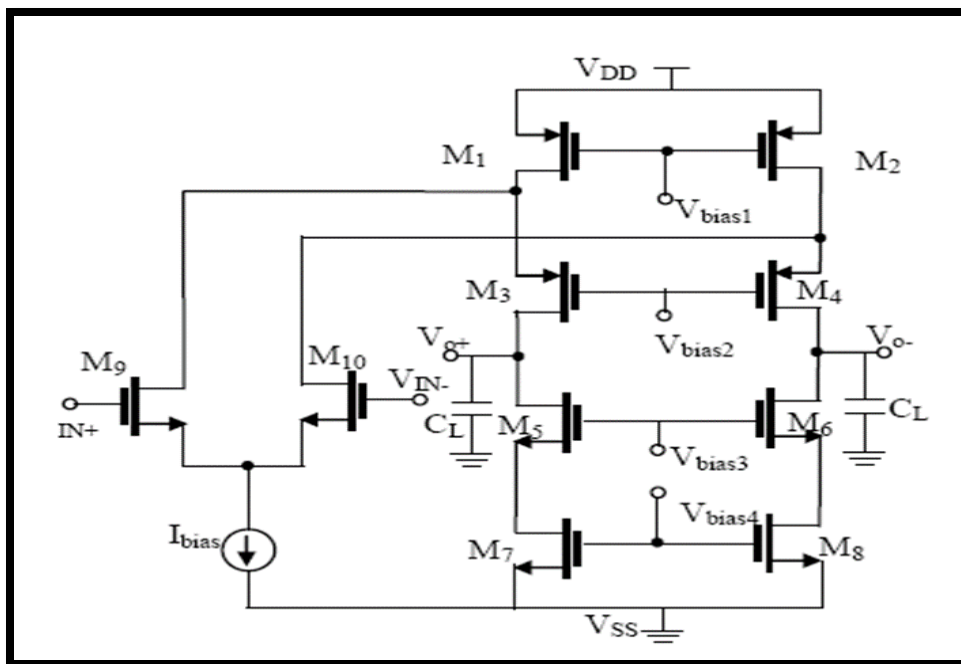 VDD
M1
M2
Vbias1
M3
M4
Vo+
Vbias2
Vo-
M9
M10
VIN-
IN+
CL
M5
M6
CL
Vbias3
Ibias
Vbias4
M7
M8
VSS